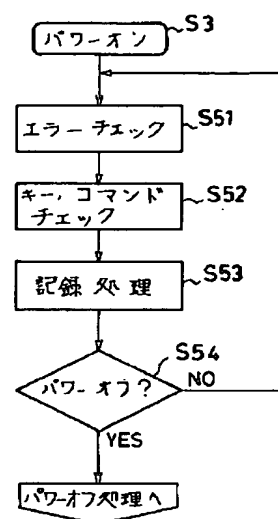 パワーオン
S3
エラーチェック
S51
キー,コマンド
チェック
S52
記録処理
S53
パワーオフ?
S54
NO
YES
パワーオフ処理へ